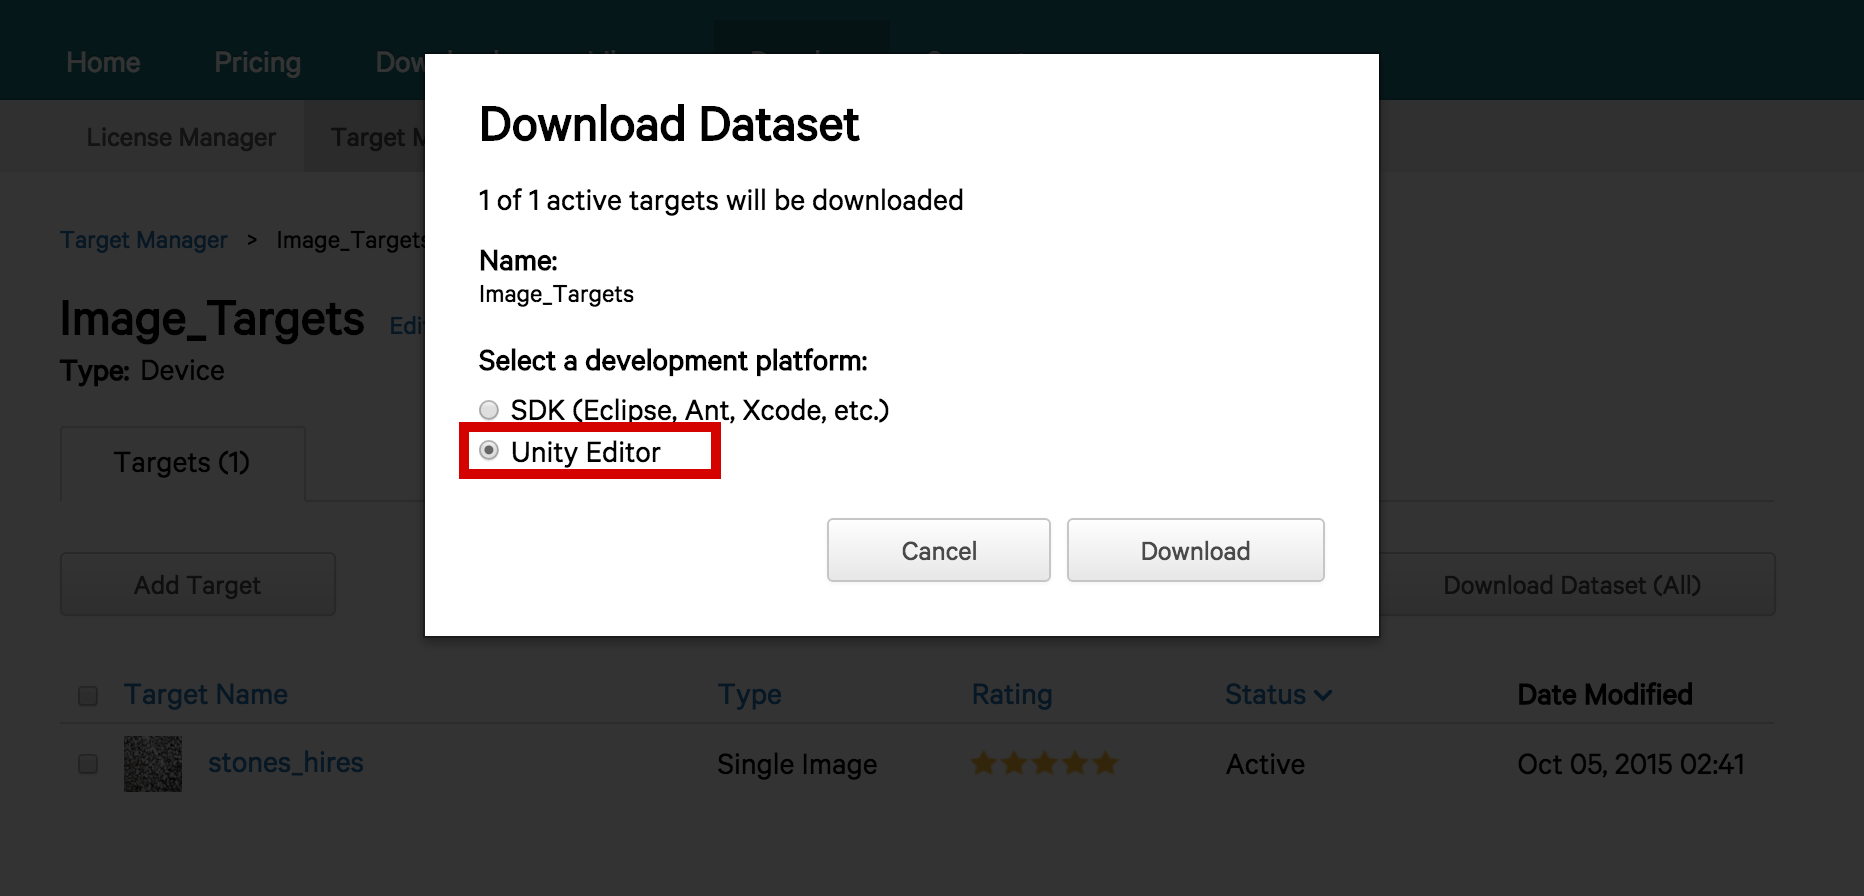 Home Pricing
License Manager Target
Download Dataset
1 of 1 active targets will be downloaded
Target Manager > Image_Targets
Name:
Image_Targets
Image_Targets
Type: Device
Select a development platform:
SDK (Eclipse, Ant, Xcode, etc.)
Unity Editor
Targets (1)
Cancel Download
Add Target Download Dataset (All)
Target Name Type Rating Status Date Modified
stones_hires Single Image Active Oct 05, 2015 02:41